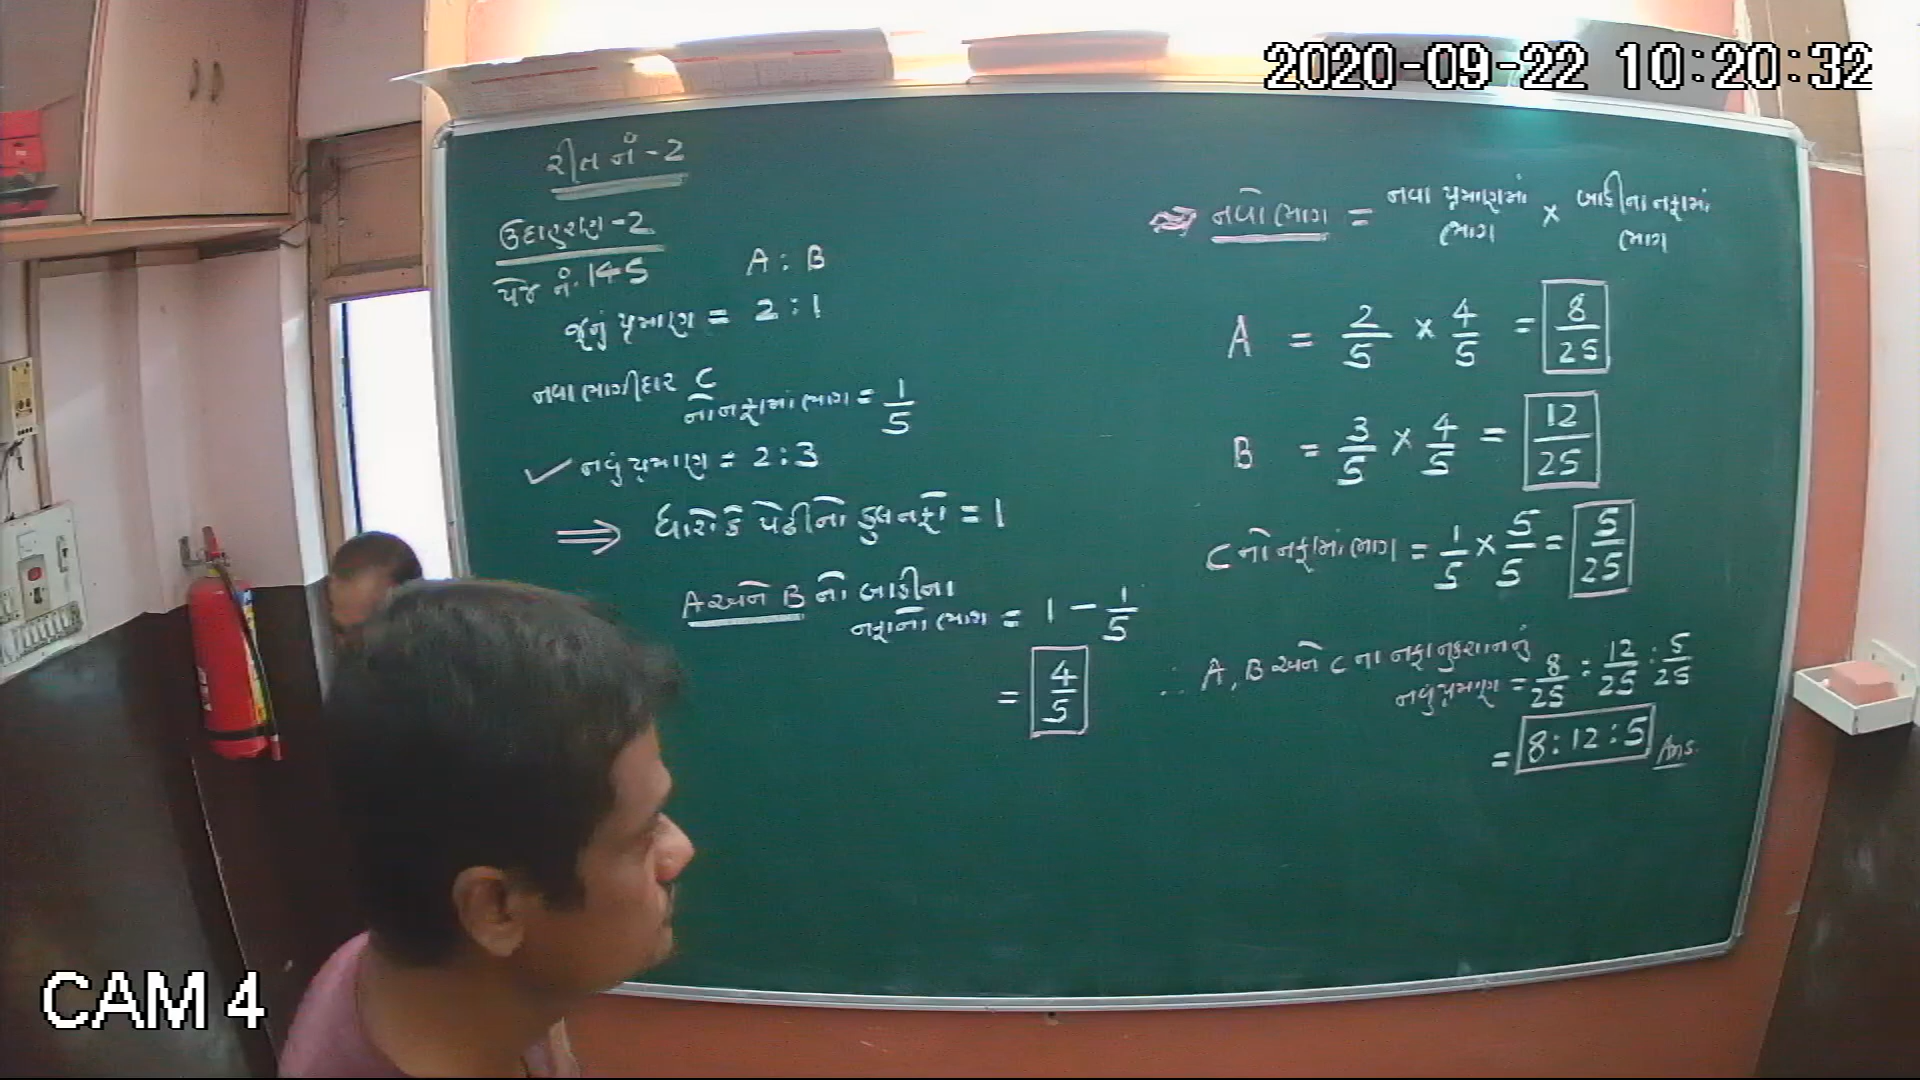 2020-09-22 10:20:32
રીત નં-2
ઉદાહરણ-2
પેજ નં. 145
A : B
જૂનું પ્રમાણ = 2 : 1
નવા ભાગીદાર C
નો નફામાં ભાગ = 1/5
✓ નવું પ્રમાણ = 2 : 3
⇒ ધારો કે પેઢીનો કુલ નફો = 1
A અને B નો બાકીના
નફાનો ભાગ = 1 − 1/5
= 4/5
નવો ભાગ = નવા પ્રમાણમાં ભાગ × બાકીના નફામાં ભાગ
A = 2/5 × 4/5 = 8/25
B = 3/5 × 4/5 = 12/25
C નો નફામાં ભાગ = 1/5 × 5/5 = 5/25
∴ A, B અને C ના નફા નુકશાનનું
નવું પ્રમાણ = 8/25 : 12/25 : 5/25
= 8 : 12 : 5 Ans.
CAM 4